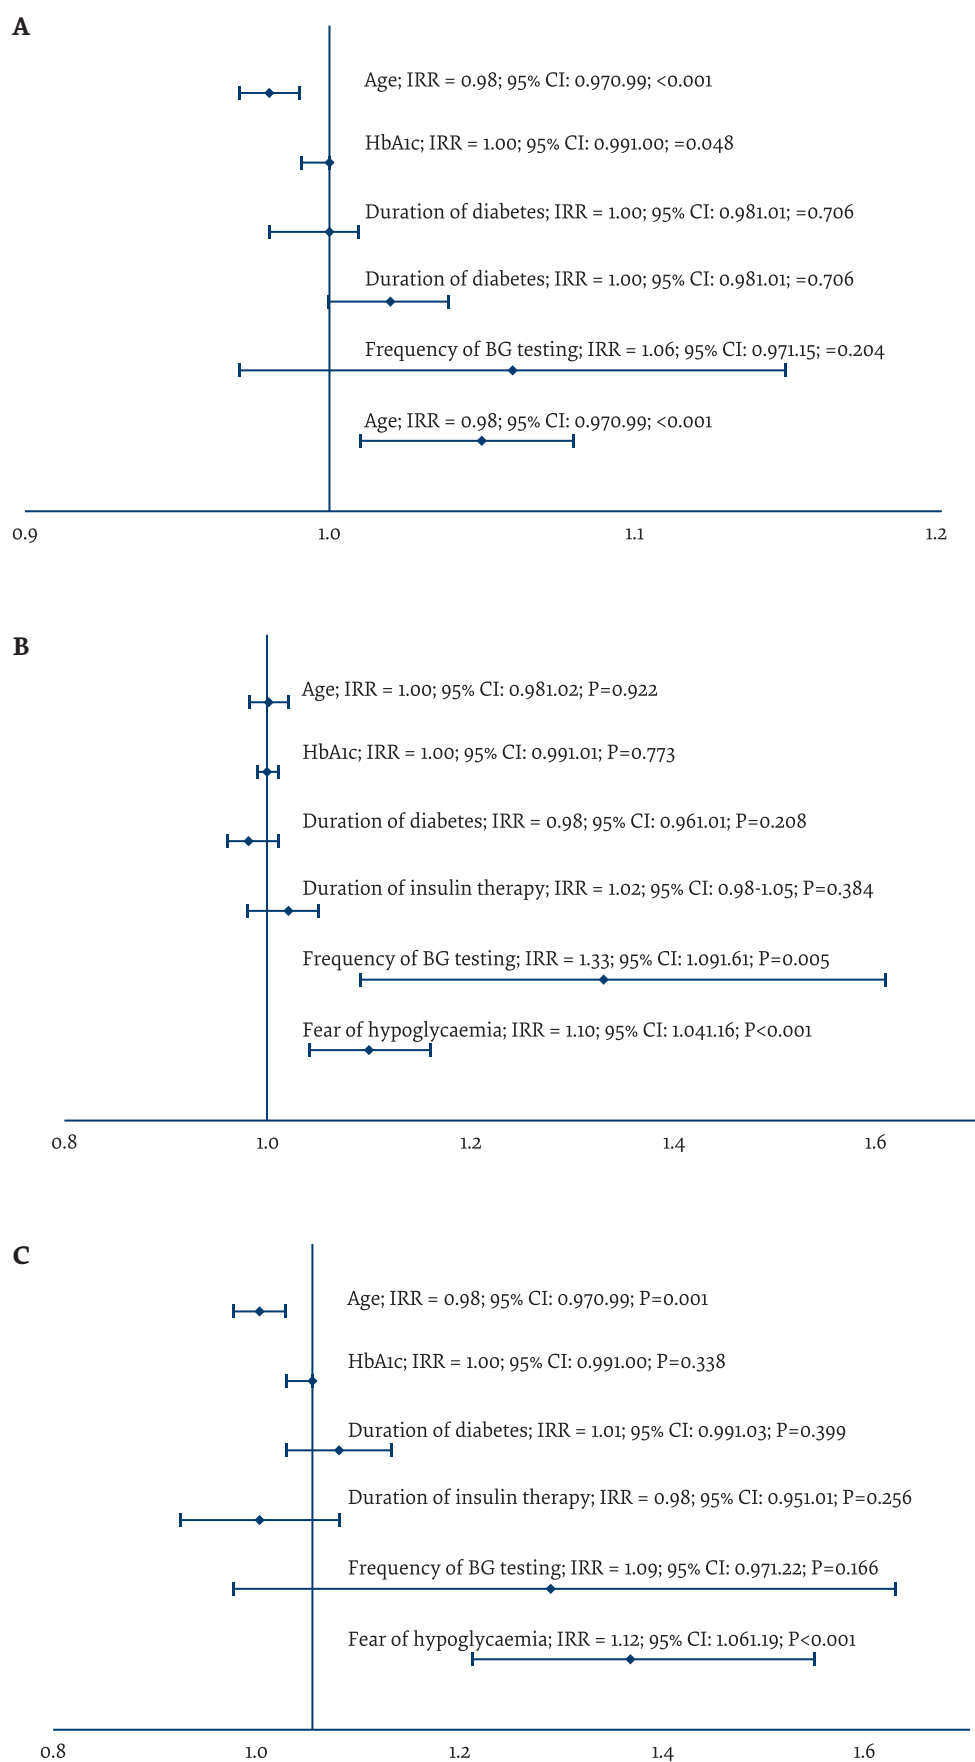 A
Age; IRR = 0.98; 95% CI: 0.970.99; <0.001
HbA1c; IRR = 1.00; 95% CI: 0.991.00; =0.048
Duration of diabetes; IRR = 1.00; 95% CI: 0.981.01; =0.706
Duration of diabetes; IRR = 1.00; 95% CI: 0.981.01; =0.706
Frequency of BG testing; IRR = 1.06; 95% CI: 0.971.15; =0.204
Age; IRR = 0.98; 95% CI: 0.970.99; <0.001
0.9 1.0 1.1 1.2
B
Age; IRR = 1.00; 95% CI: 0.981.02; P=0.922
HbA1c; IRR = 1.00; 95% CI: 0.991.01; P=0.773
Duration of diabetes; IRR = 0.98; 95% CI: 0.961.01; P=0.208
Duration of insulin therapy; IRR = 1.02; 95% CI: 0.98-1.05; P=0.384
Frequency of BG testing; IRR = 1.33; 95% CI: 1.091.61; P=0.005
Fear of hypoglycaemia; IRR = 1.10; 95% CI: 1.041.16; P<0.001
0.8 1.0 1.2 1.4 1.6
C
Age; IRR = 0.98; 95% CI: 0.970.99; P=0.001
HbA1c; IRR = 1.00; 95% CI: 0.991.00; P=0.338
Duration of diabetes; IRR = 1.01; 95% CI: 0.991.03; P=0.399
Duration of insulin therapy; IRR = 0.98; 95% CI: 0.951.01; P=0.256
Frequency of BG testing; IRR = 1.09; 95% CI: 0.971.22; P=0.166
Fear of hypoglycaemia; IRR = 1.12; 95% CI: 1.061.19; P<0.001
0.8 1.0 1.2 1.4 1.6